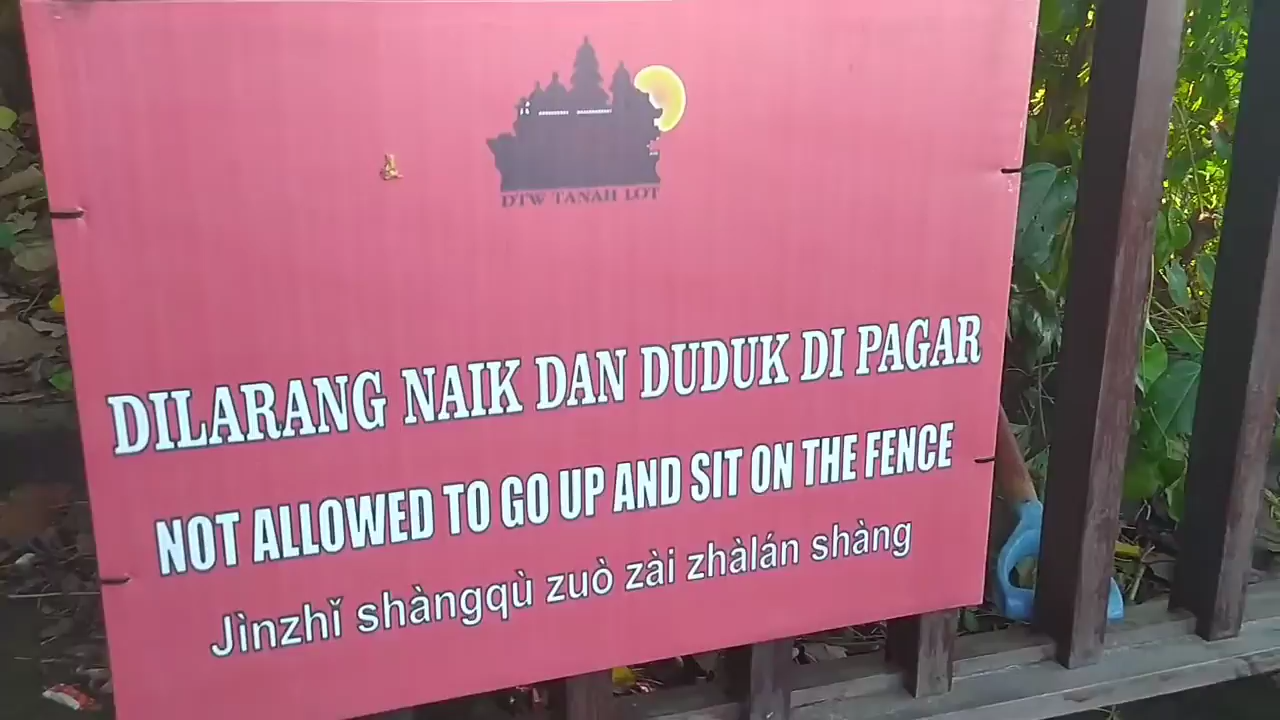 DTW TANAH LOT
DILARANG NAIK DAN DUDUK DI PAGAR
NOT ALLOWED TO GO UP AND SIT ON THE FENCE
Jìnzhǐ shàngqù zuò zài zhàlán shàng